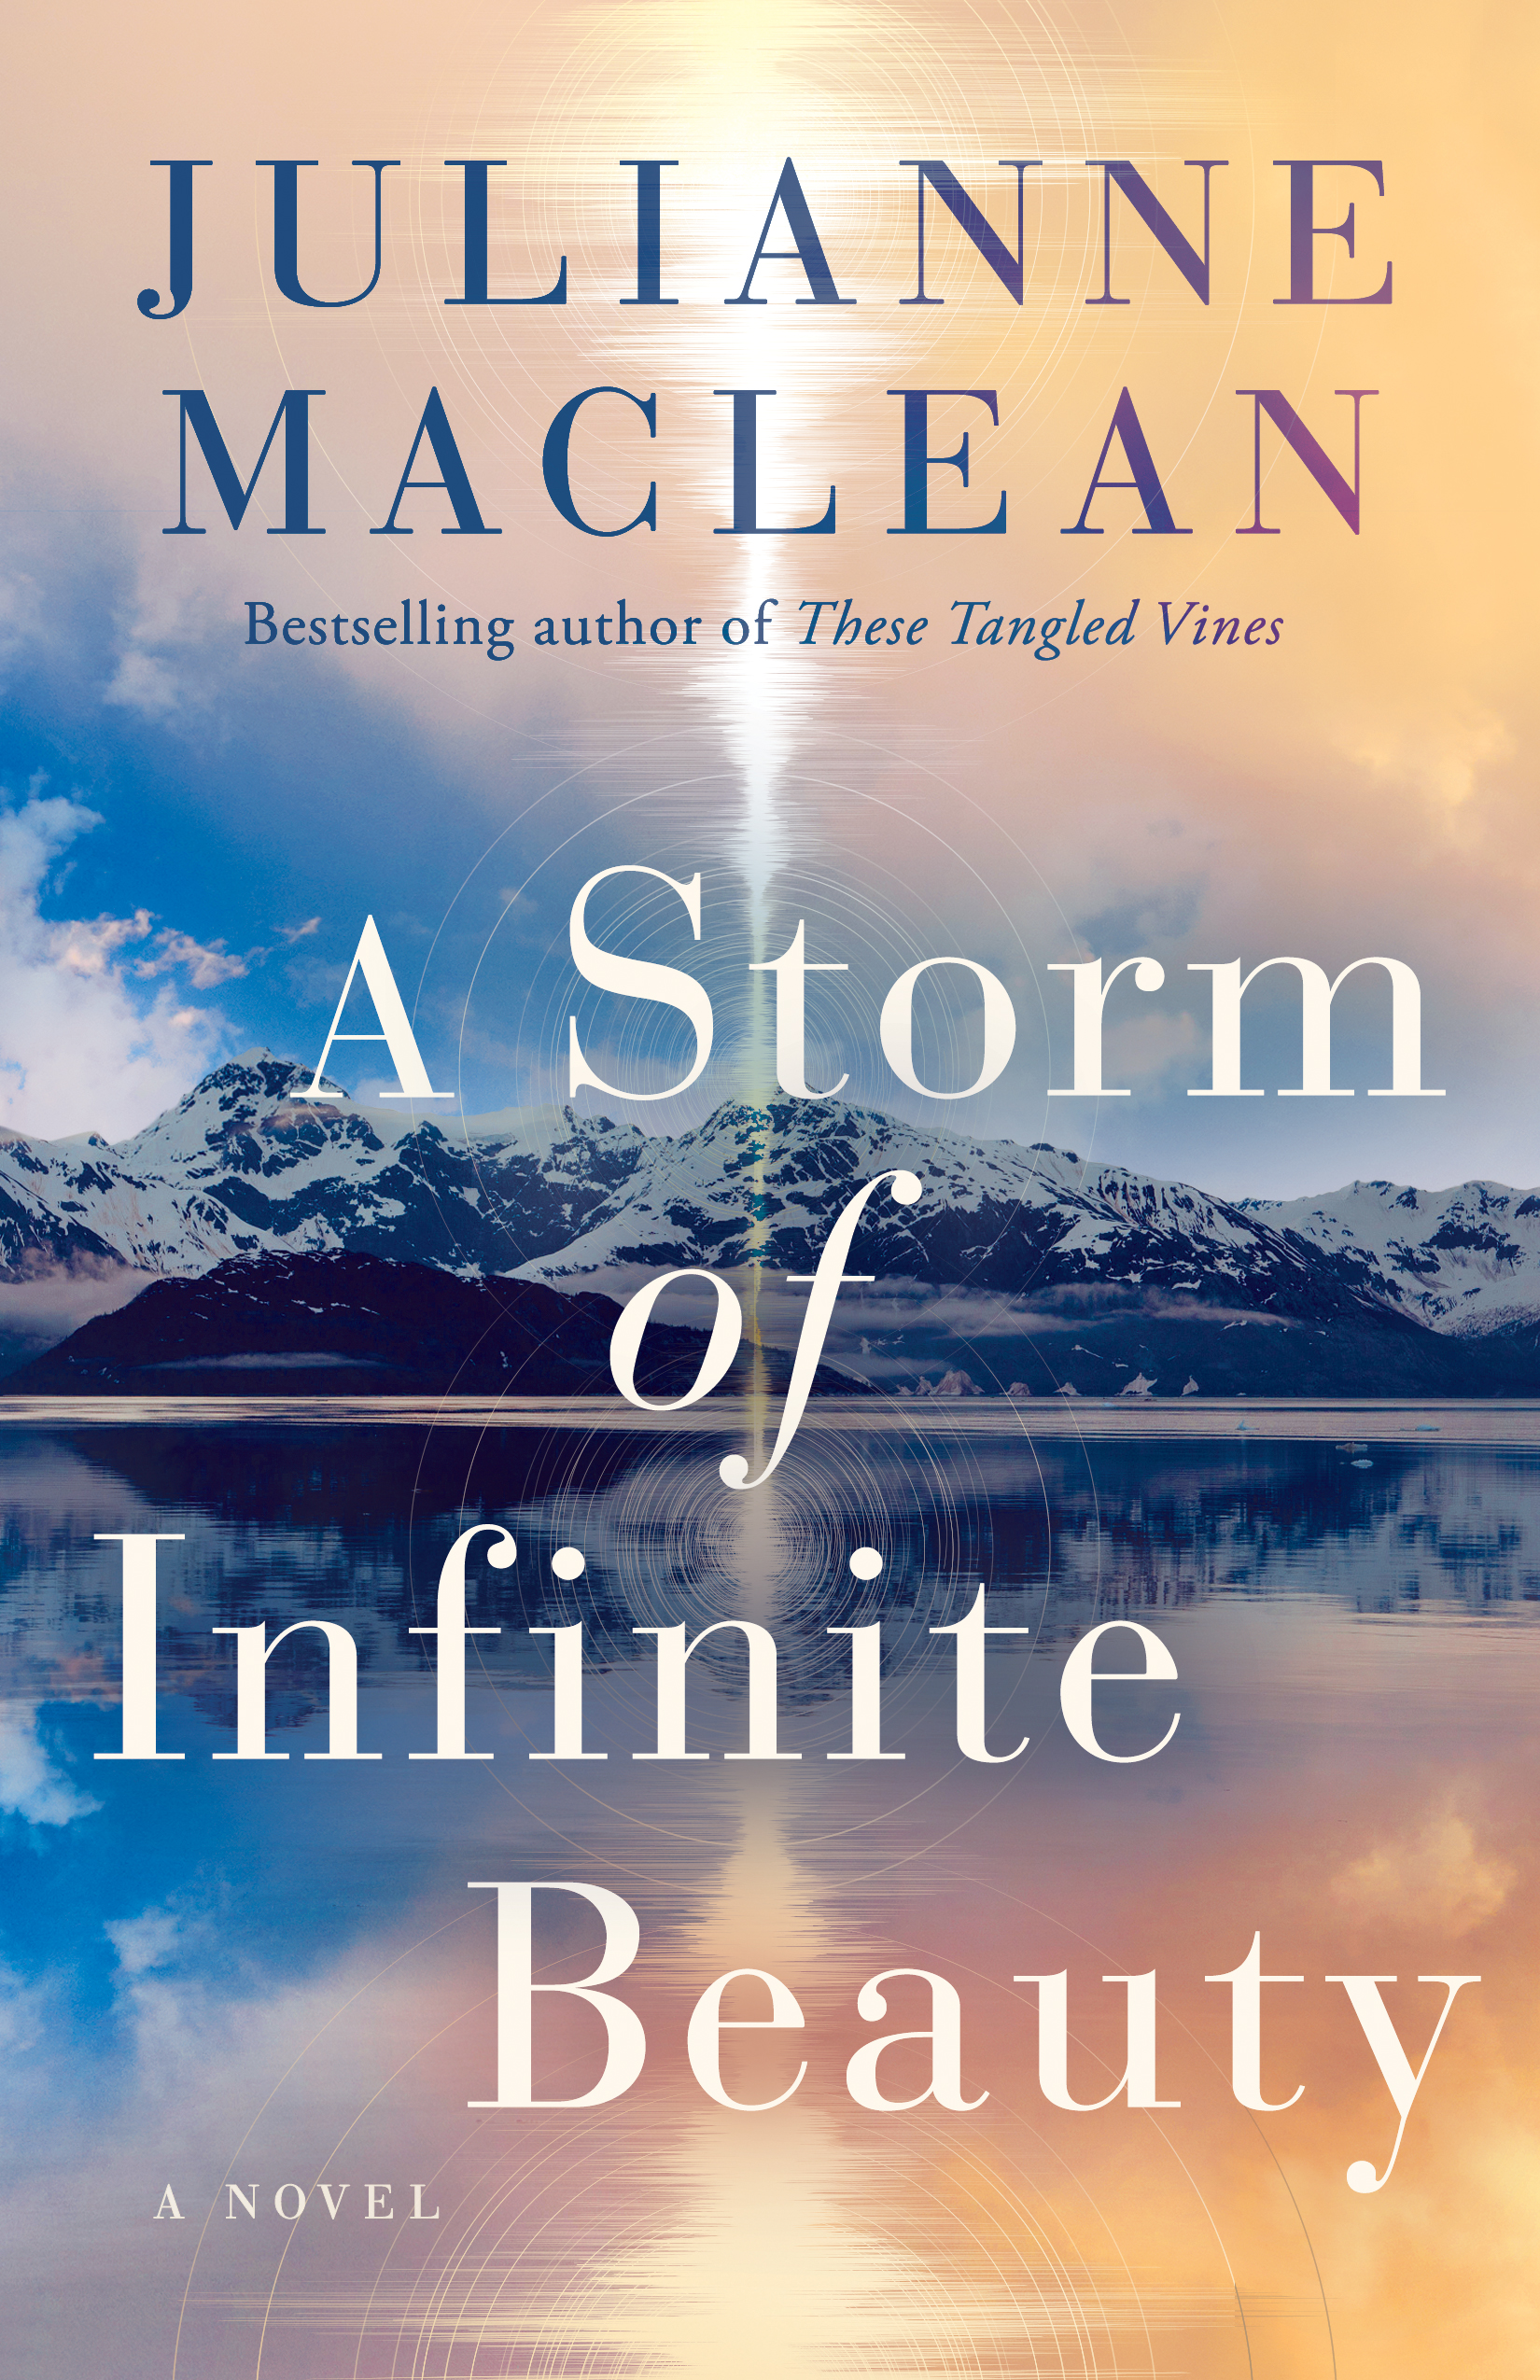 JULIANNE
MACLEAN
Bestselling author of These Tangled Vines
A Storm
of
Infinite
Beauty
A NOVEL